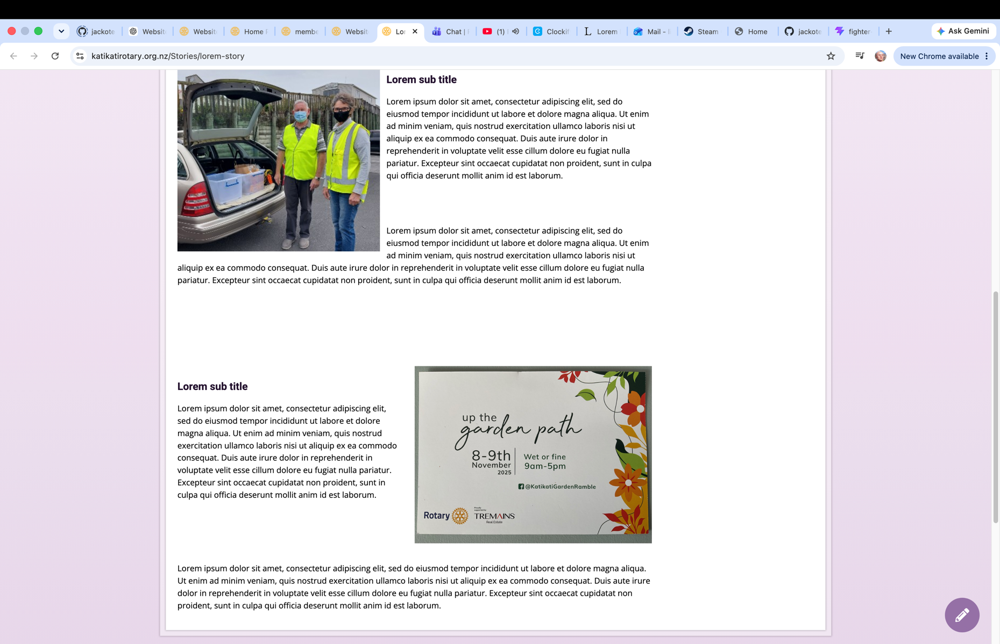 jackote
Websit
Websit
Home
membe
Websit
Lor
Chat |
(1)
Clockif
Lorem
Mail -
Steam
Home
jackote
fighter
Ask Gemini
katikatirotary.org.nz/Stories/lorem-story
New Chrome available
Lorem sub title
Lorem ipsum dolor sit amet, consectetur adipiscing elit, sed do
eiusmod tempor incididunt ut labore et dolore magna aliqua. Ut enim
ad minim veniam, quis nostrud exercitation ullamco laboris nisi ut
aliquip ex ea commodo consequat. Duis aute irure dolor in
reprehenderit in voluptate velit esse cillum dolore eu fugiat nulla
pariatur. Excepteur sint occaecat cupidatat non proident, sunt in culpa
qui officia deserunt mollit anim id est laborum.
Lorem ipsum dolor sit amet, consectetur adipiscing elit, sed do
eiusmod tempor incididunt ut labore et dolore magna aliqua. Ut enim
ad minim veniam, quis nostrud exercitation ullamco laboris nisi ut
aliquip ex ea commodo consequat. Duis aute irure dolor in reprehenderit in voluptate velit esse cillum dolore eu fugiat nulla
pariatur. Excepteur sint occaecat cupidatat non proident, sunt in culpa qui officia deserunt mollit anim id est laborum.
Lorem sub title
Lorem ipsum dolor sit amet, consectetur adipiscing elit,
sed do eiusmod tempor incididunt ut labore et dolore
magna aliqua. Ut enim ad minim veniam, quis nostrud
exercitation ullamco laboris nisi ut aliquip ex ea commodo
consequat. Duis aute irure dolor in reprehenderit in
voluptate velit esse cillum dolore eu fugiat nulla pariatur.
Excepteur sint occaecat cupidatat non proident, sunt in
culpa qui officia deserunt mollit anim id est laborum.
up the
garden path
8-9th
November
2025
Wet or fine
9am-5pm
@KatikatiGardenRamble
Rotary
Proudly
supported by
TREMAINS
Real Estate
Lorem ipsum dolor sit amet, consectetur adipiscing elit, sed do eiusmod tempor incididunt ut labore et dolore magna aliqua.
Ut enim ad minim veniam, quis nostrud exercitation ullamco laboris nisi ut aliquip ex ea commodo consequat. Duis aute irure
dolor in reprehenderit in voluptate velit esse cillum dolore eu fugiat nulla pariatur. Excepteur sint occaecat cupidatat non
proident, sunt in culpa qui officia deserunt mollit anim id est laborum.